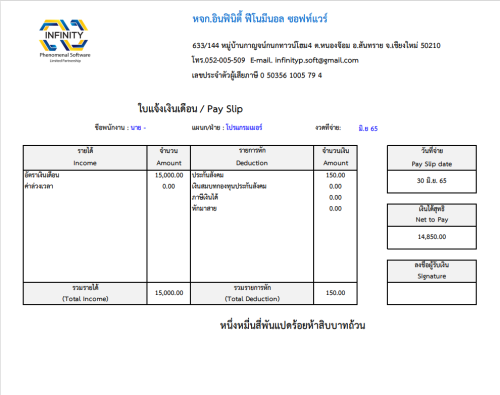 หจก.อินฟินิตี้ ฟีโนมีนอล ซอฟท์แวร์
INFINITY
Phenomenal Software
Limited Partnership
633/144 หมู่บ้านกาญจน์กนกทาวน์โฮม4 ต.หนองจ๊อม อ.สันทราย จ.เชียงใหม่ 50210
โทร.052-005-509 E-mail. infinityp.soft@gmail.com
เลขประจำตัวผู้เสียภาษี 0 50356 1005 79 4
ใบแจ้งเงินเดือน / Pay Slip
ชื่อพนักงาน : นาย - แผนก/ฝ่าย : โปรแกรมเมอร์ งวดที่จ่าย: มิ.ย 65
รายได้ จำนวน รายการหัก จำนวนเงิน วันที่จ่าย
Income Amount Deduction Amount Pay Slip date
อัตราเงินเดือน 15,000.00 ประกันสังคม 150.00
30 มิ.ย. 65
ค่าล่วงเวลา 0.00 เงินสมทบกองทุนประกันสังคม 0.00
ภาษีเงินได้ 0.00
หักมาสาย 0.00
เงินได้สุทธิ
Net to Pay
14,850.00
ลงชื่อผู้รับเงิน
Signature
รวมรายได้ 15,000.00 รวมรายการหัก 150.00
(Total Income) (Total Deduction)
หนึ่งหมื่นสี่พันแปดร้อยห้าสิบบาทถ้วน